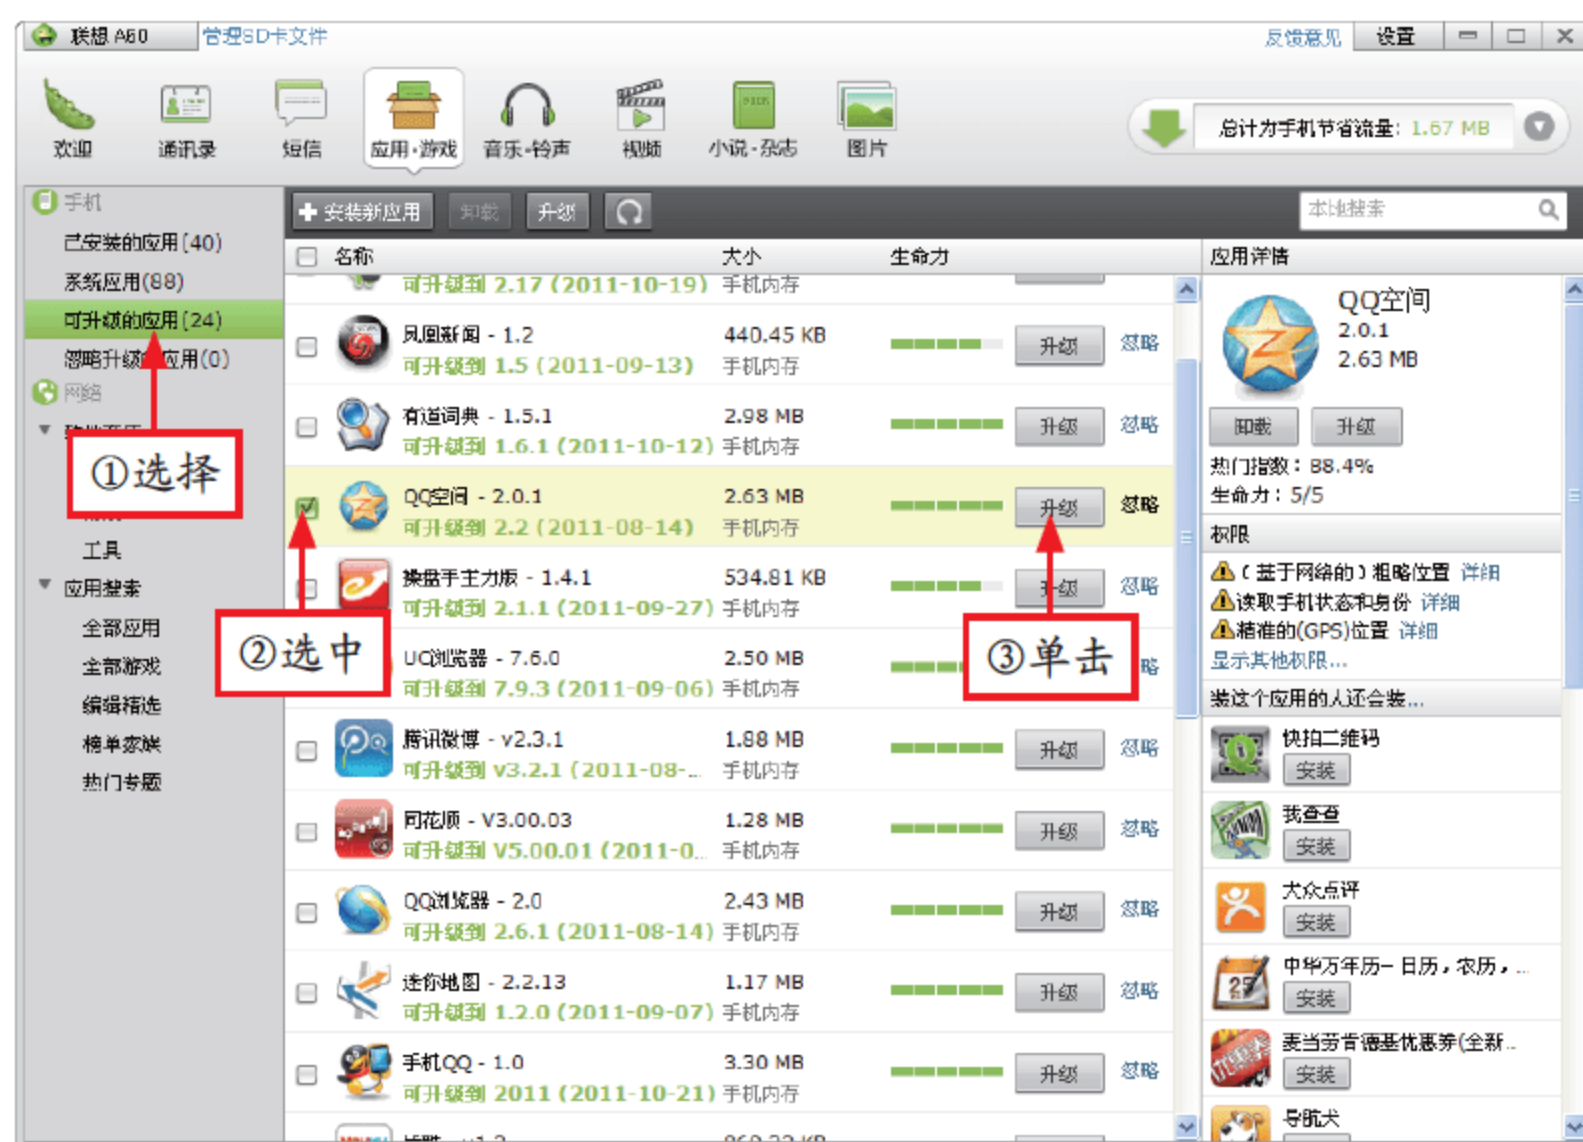 联想 A60
管理SD卡文件
反馈意见
设置
欢迎
通讯录
短信
应用·游戏
音乐·铃声
视频
小说·杂志
图片
总计为手机节省流量: 1.67 MB
手机
已安装的应用(40)
系统应用(88)
可升级的应用(24)
忽略升级 应用(0)
网络
①选择
工具
应用搜索
全部应用
全部游戏
编辑精选
榜单家族
热门专题
安装新应用
卸载
升级
本地搜索
名称
大小
生命力
可升级到 2.17 (2011-10-19)
手机内存
凤凰新闻 - 1.2
440.45 KB
升级
忽略
可升级到 1.5 (2011-09-13)
手机内存
有道词典 - 1.5.1
2.98 MB
升级
忽略
可升级到 1.6.1 (2011-10-12)
手机内存
QQ空间 - 2.0.1
2.63 MB
升级
忽略
可升级到 2.2 (2011-08-14)
手机内存
操盘手主力版 - 1.4.1
534.81 KB
升级
忽略
可升级到 2.1.1 (2011-09-27)
手机内存
②选中
③单击
UC浏览器 - 7.6.0
2.50 MB
略
可升级到 7.9.3 (2011-09-06)
手机内存
腾讯微博 - v2.3.1
1.88 MB
升级
忽略
可升级到 v3.2.1 (2011-08-...
手机内存
同花顺 - V3.00.03
1.28 MB
升级
忽略
可升级到 V5.00.01 (2011-0...
手机内存
QQ浏览器 - 2.0
2.43 MB
升级
忽略
可升级到 2.6.1 (2011-08-14)
手机内存
迷你地图 - 2.2.13
1.17 MB
升级
忽略
可升级到 1.2.0 (2011-09-07)
手机内存
手机QQ - 1.0
3.30 MB
升级
忽略
可升级到 2011 (2011-10-21)
手机内存
应用详情
QQ空间
2.0.1
2.63 MB
卸载
升级
热门指数：88.4%
生命力：5/5
权限
(基于网络的)粗略位置 详细
读取手机状态和身份 详细
精准的(GPS)位置 详细
显示其他权限...
装这个应用的人还会装...
快拍二维码
安装
我查查
安装
大众点评
安装
中华万年历- 日历，农历，...
安装
麦当劳肯德基优惠券(全新...
安装
导航犬